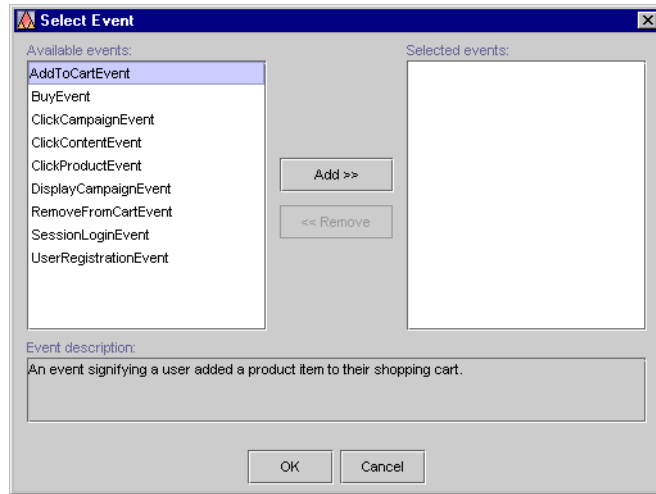 Select Event
Available events:
Selected events:
AddToCartEvent
BuyEvent
ClickCampaignEvent
ClickContentEvent
ClickProductEvent
DisplayCampaignEvent
RemoveFromCartEvent
SessionLoginEvent
UserRegistrationEvent
Add >>
<< Remove
Event description:
An event signifying a user added a product item to their shopping cart.
OK
Cancel